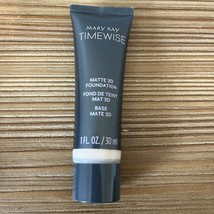 MARY KAY
TIMEWISE
MATTE 3D
FOUNDATION
FOND DE TEINT
MAT 3D
BASE
MATE 3D
1 FL. OZ. / 30 ml